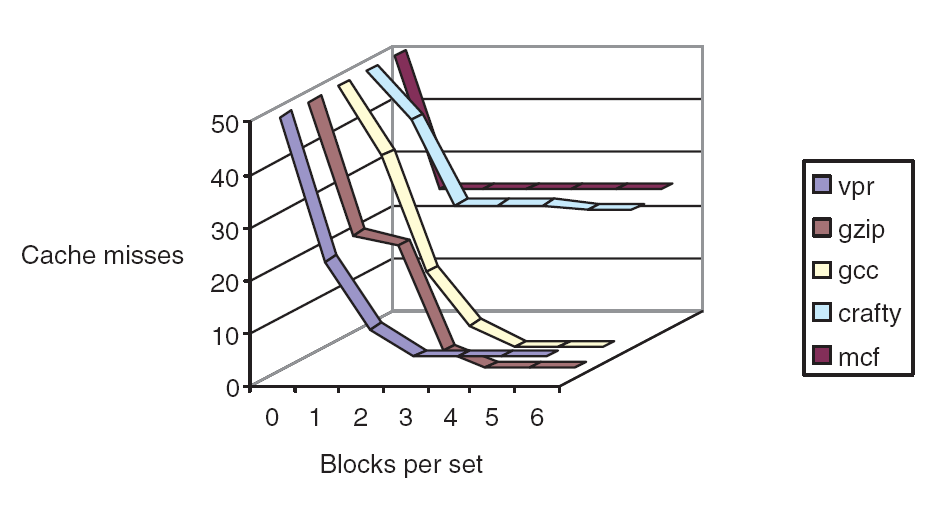 50
40
30
20
10
0
Cache misses
0 1 2 3 4 5 6
Blocks per set
vpr
gzip
gcc
crafty
mcf